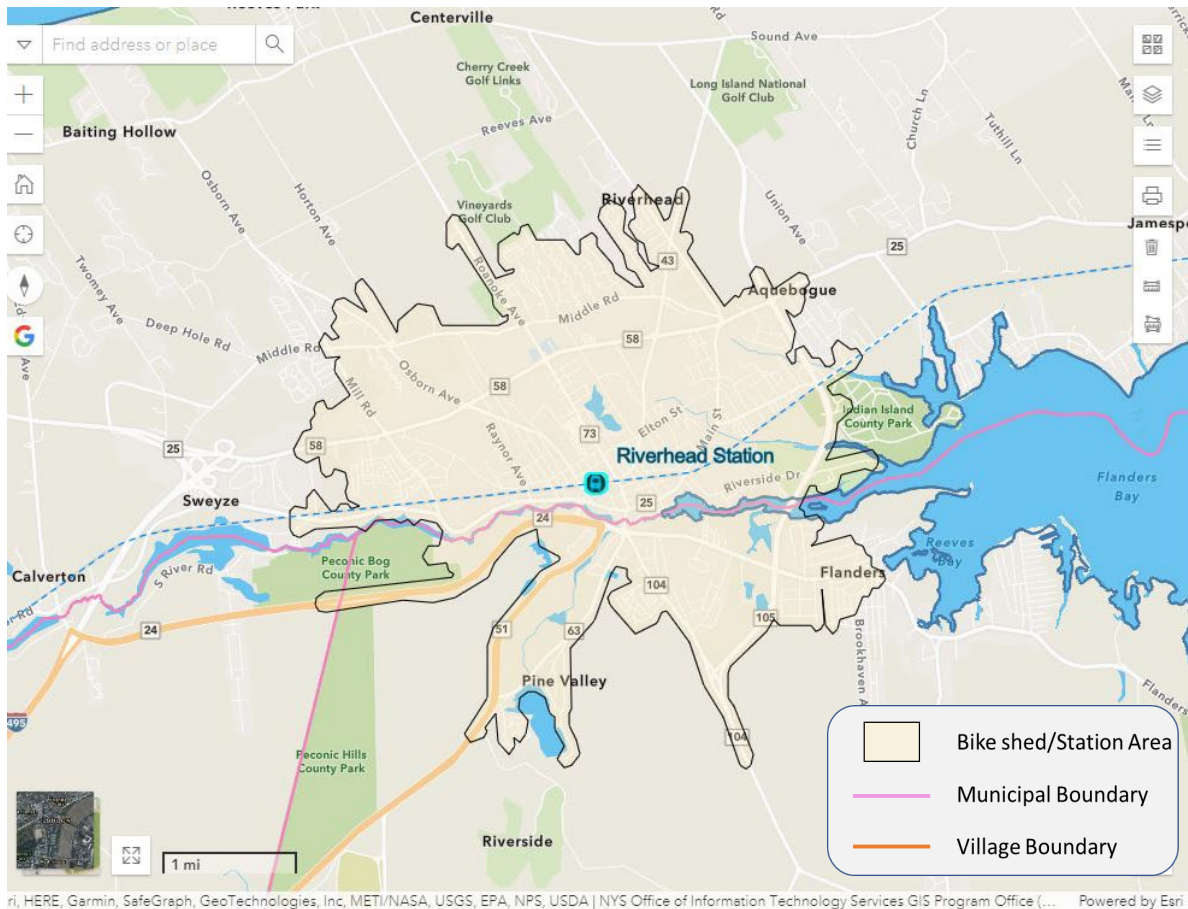 Centerville
Find address or place
Sound Ave
Cherry Creek
Golf Links
Long Island National
Golf Club
Church Ln
Tuthill Ln
Baiting Hollow
Reeves Ave
Osborn Ave
Horton Ave
Vineyards
Golf Club
Riverhead
Union Ave
25
Jamesp
Twomey Ave
Roanoke Ave
43
Aquebogue
Deep Hole Rd
Middle Rd
Middle Rd
58
Osborn Ave
58
Mill Rd
Indian Island
County Park
Elton St
Main St
73
58
25
Raynor Ave
Riverside Dr
Riverhead Station
Sweyze
25
24
Flanders
Bay
Reeves
Bay
Peconic Bog
County Park
S River Rd
Calverton
Flanders
104
24
51
63
105
Brookhaven A
Pine Valley
Flanders
495
104
Peconic Hills
County Park
Riverside
1 mi
Bike shed/Station Area
Municipal Boundary
Village Boundary
ri, HERE, Garmin, SafeGraph, GeoTechnologies, Inc, METI/NASA, USGS, EPA, NPS, USDA | NYS Office of Information Technology Services GIS Program Office (... Powered by Esri